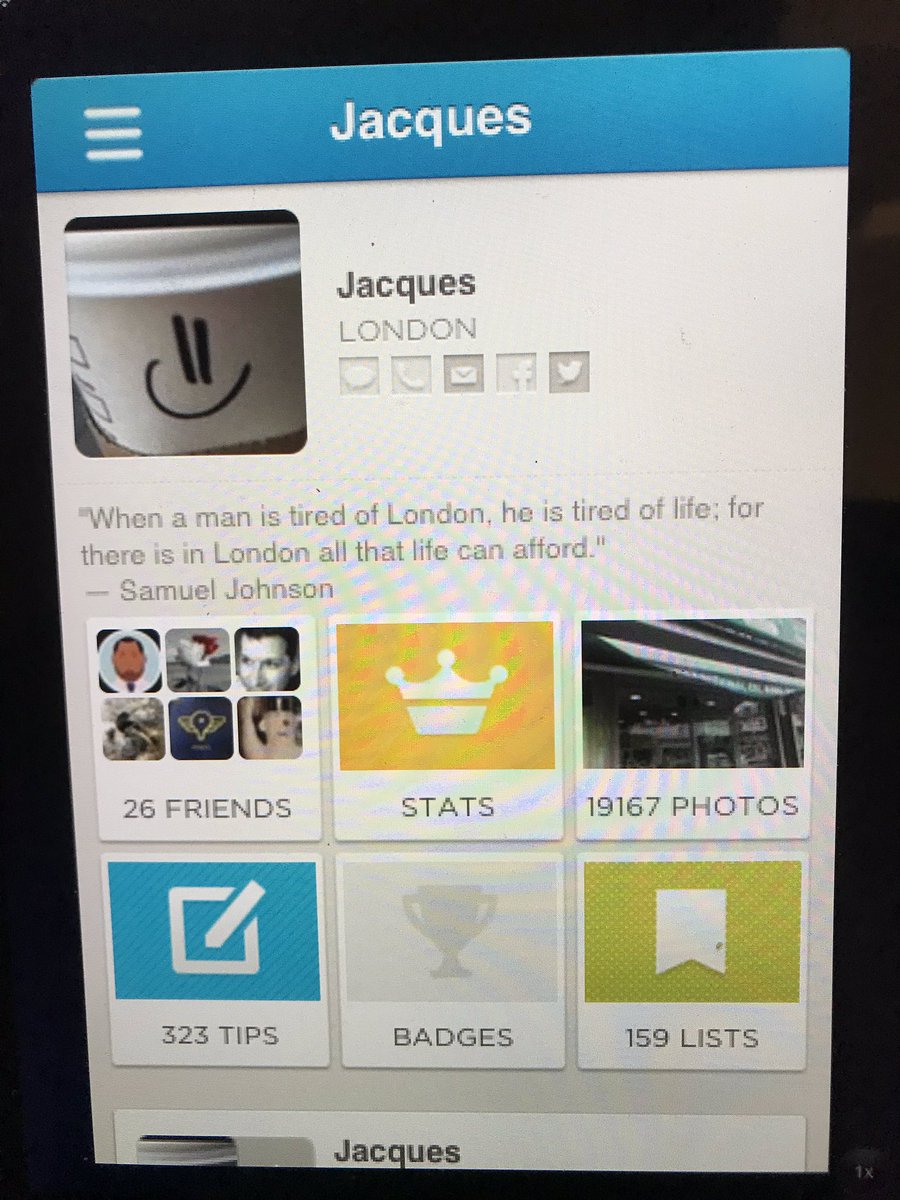 Jacques
Jacques
LONDON
"When a man is tired of London, he is tired of life; for
there is in London all that life can afford."
— Samuel Johnson
26 FRIENDS
STATS
19167 PHOTOS
323 TIPS
BADGES
159 LISTS
Jacques
1x